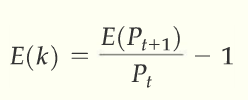 E(k) = E(P_{t+1}) / P_t − 1